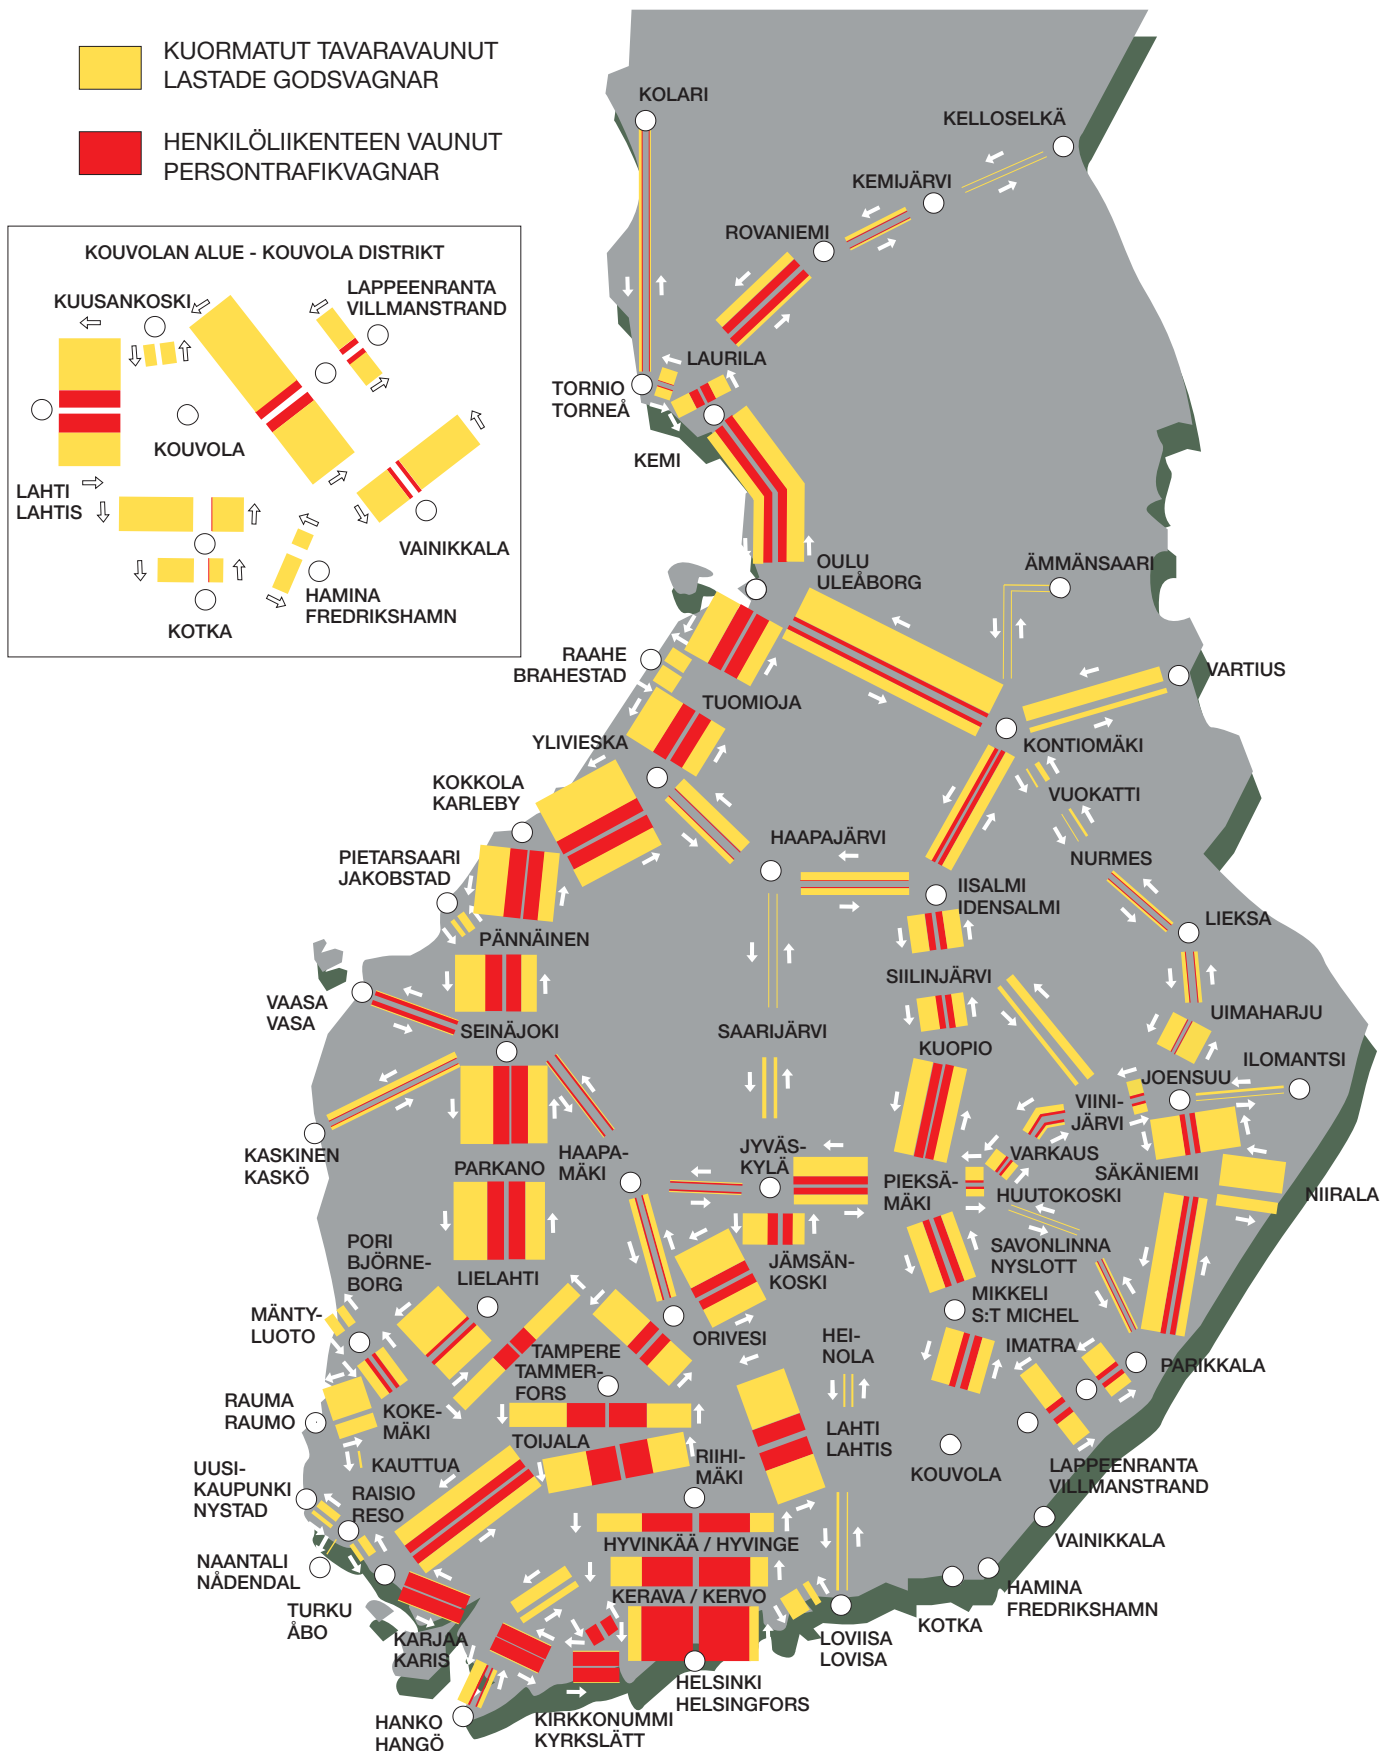 KUORMATUT TAVARAVAUNUT
LASTADE GODSVAGNAR
HENKILÖLIIKENTEEN VAUNUT
PERSONTRAFIKVAGNAR
KOUVOLAN ALUE - KOUVOLA DISTRIKT
KUUSANKOSKI
LAPPEENRANTA
VILLMANSTRAND
KOUVOLA
LAHTI
LAHTIS
VAINIKKALA
HAMINA
FREDRIKSHAMN
KOTKA
KOLARI
KELLOSELKÄ
KEMIJÄRVI
ROVANIEMI
LAURILA
TORNIO
TORNEÅ
KEMI
OULU
ULEÅBORG
ÄMMÄNSAARI
RAAHE
BRAHESTAD
VARTIUS
TUOMIOJA
YLIVIESKA
KONTIOMÄKI
KOKKOLA
KARLEBY
VUOKATTI
HAAPAJÄRVI
NURMES
PIETARSAARI
JAKOBSTAD
IISALMI
IDENSALMI
LIEKSA
PÄNNÄINEN
SIILINJÄRVI
VAASA
VASA
SEINÄJOKI
SAARIJÄRVI
UIMAHARJU
KUOPIO
ILOMANTSI
JOENSUU
VIINI-
JÄRVI
KASKINEN
KASKÖ
HAAPA-
MÄKI
JYVÄS-
KYLÄ
VARKAUS
PARKANO
PIEKSÄ-
MÄKI
SÄKÄNIEMI
HUUTOKOSKI
NIIRALA
PORI
BJÖRNE-
BORG
SAVONLINNA
NYSLOTT
LIELAHTI
JÄMSÄN-
KOSKI
MIKKELI
S:T MICHEL
MÄNTY-
LUOTO
ORIVESI
HEI-
NOLA
IMATRA
TAMPERE
TAMMER-
FORS
PARIKKALA
RAUMA
RAUMO
KOKE-
MÄKI
TOIJALA
LAHTI
LAHTIS
RIIHI-
MÄKI
KAUTTUA
KOUVOLA
LAPPEENRANTA
VILLMANSTRAND
UUSI-
KAUPUNKI
NYSTAD
RAISIO
RESO
VAINIKKALA
HYVINKÄÄ / HYVINGE
NAANTALI
NÅDENDAL
KERAVA / KERVO
HAMINA
FREDRIKSHAMN
TURKU
ÅBO
KOTKA
KARJAA
KARIS
LOVIISA
LOVISA
HELSINKI
HELSINGFORS
HANKO
HANGÖ
KIRKKONUMMI
KYRKSLÄTT